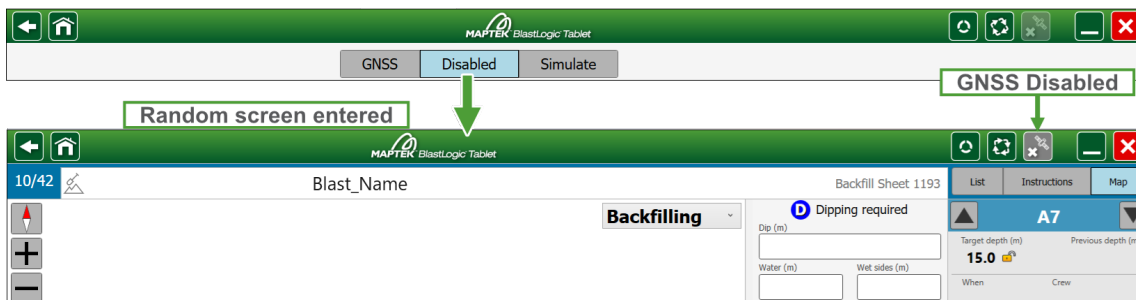 MAPTEK BlastLogic Tablet
GNSS Disabled Simulate
GNSS Disabled
Random screen entered
MAPTEK BlastLogic Tablet
10/42 Blast_Name Backfill Sheet 1193 List Instructions Map
Backfilling
D Dipping required
Dip (m)
Water (m) Wet sides (m)
A7
Target depth (m) Previous depth (m
15.0
When Crew